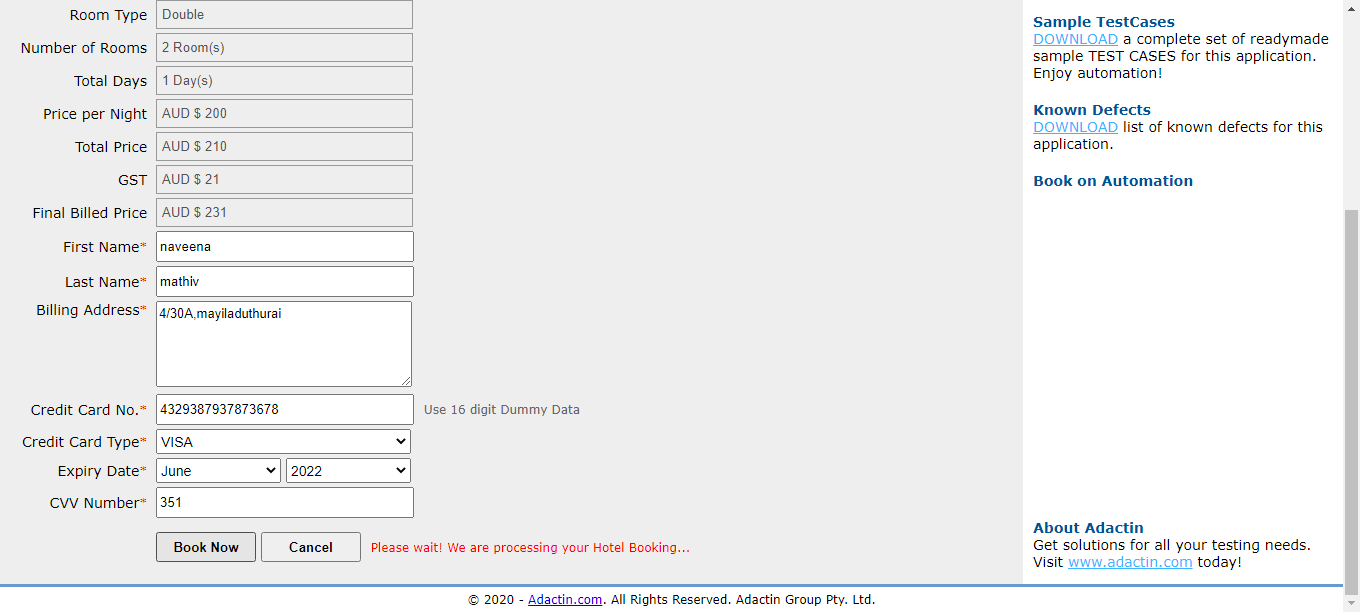 Room Type Double
Number of Rooms 2 Room(s)
Total Days 1 Day(s)
Price per Night AUD $ 200
Total Price AUD $ 210
GST AUD $ 21
Final Billed Price AUD $ 231
First Name* naveena
Last Name* mathiv
Billing Address* 4/30A,mayiladuthurai
Credit Card No.* 4329387937873678 Use 16 digit Dummy Data
Credit Card Type* VISA
Expiry Date* June 2022
CVV Number* 351
Book Now Cancel Please wait! We are processing your Hotel Booking...
Sample TestCases
DOWNLOAD a complete set of readymade
sample TEST CASES for this application.
Enjoy automation!
Known Defects
DOWNLOAD list of known defects for this
application.
Book on Automation
About Adactin
Get solutions for all your testing needs.
Visit www.adactin.com today!
© 2020 - Adactin.com. All Rights Reserved. Adactin Group Pty. Ltd.